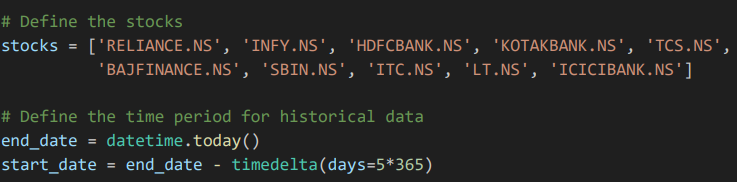 # Define the stocks
stocks = ['RELIANCE.NS', 'INFY.NS', 'HDFCBANK.NS', 'KOTAKBANK.NS', 'TCS.NS',
'BAJFINANCE.NS', 'SBIN.NS', 'ITC.NS', 'LT.NS', 'ICICIBANK.NS']
# Define the time period for historical data
end_date = datetime.today()
start_date = end_date - timedelta(days=5*365)